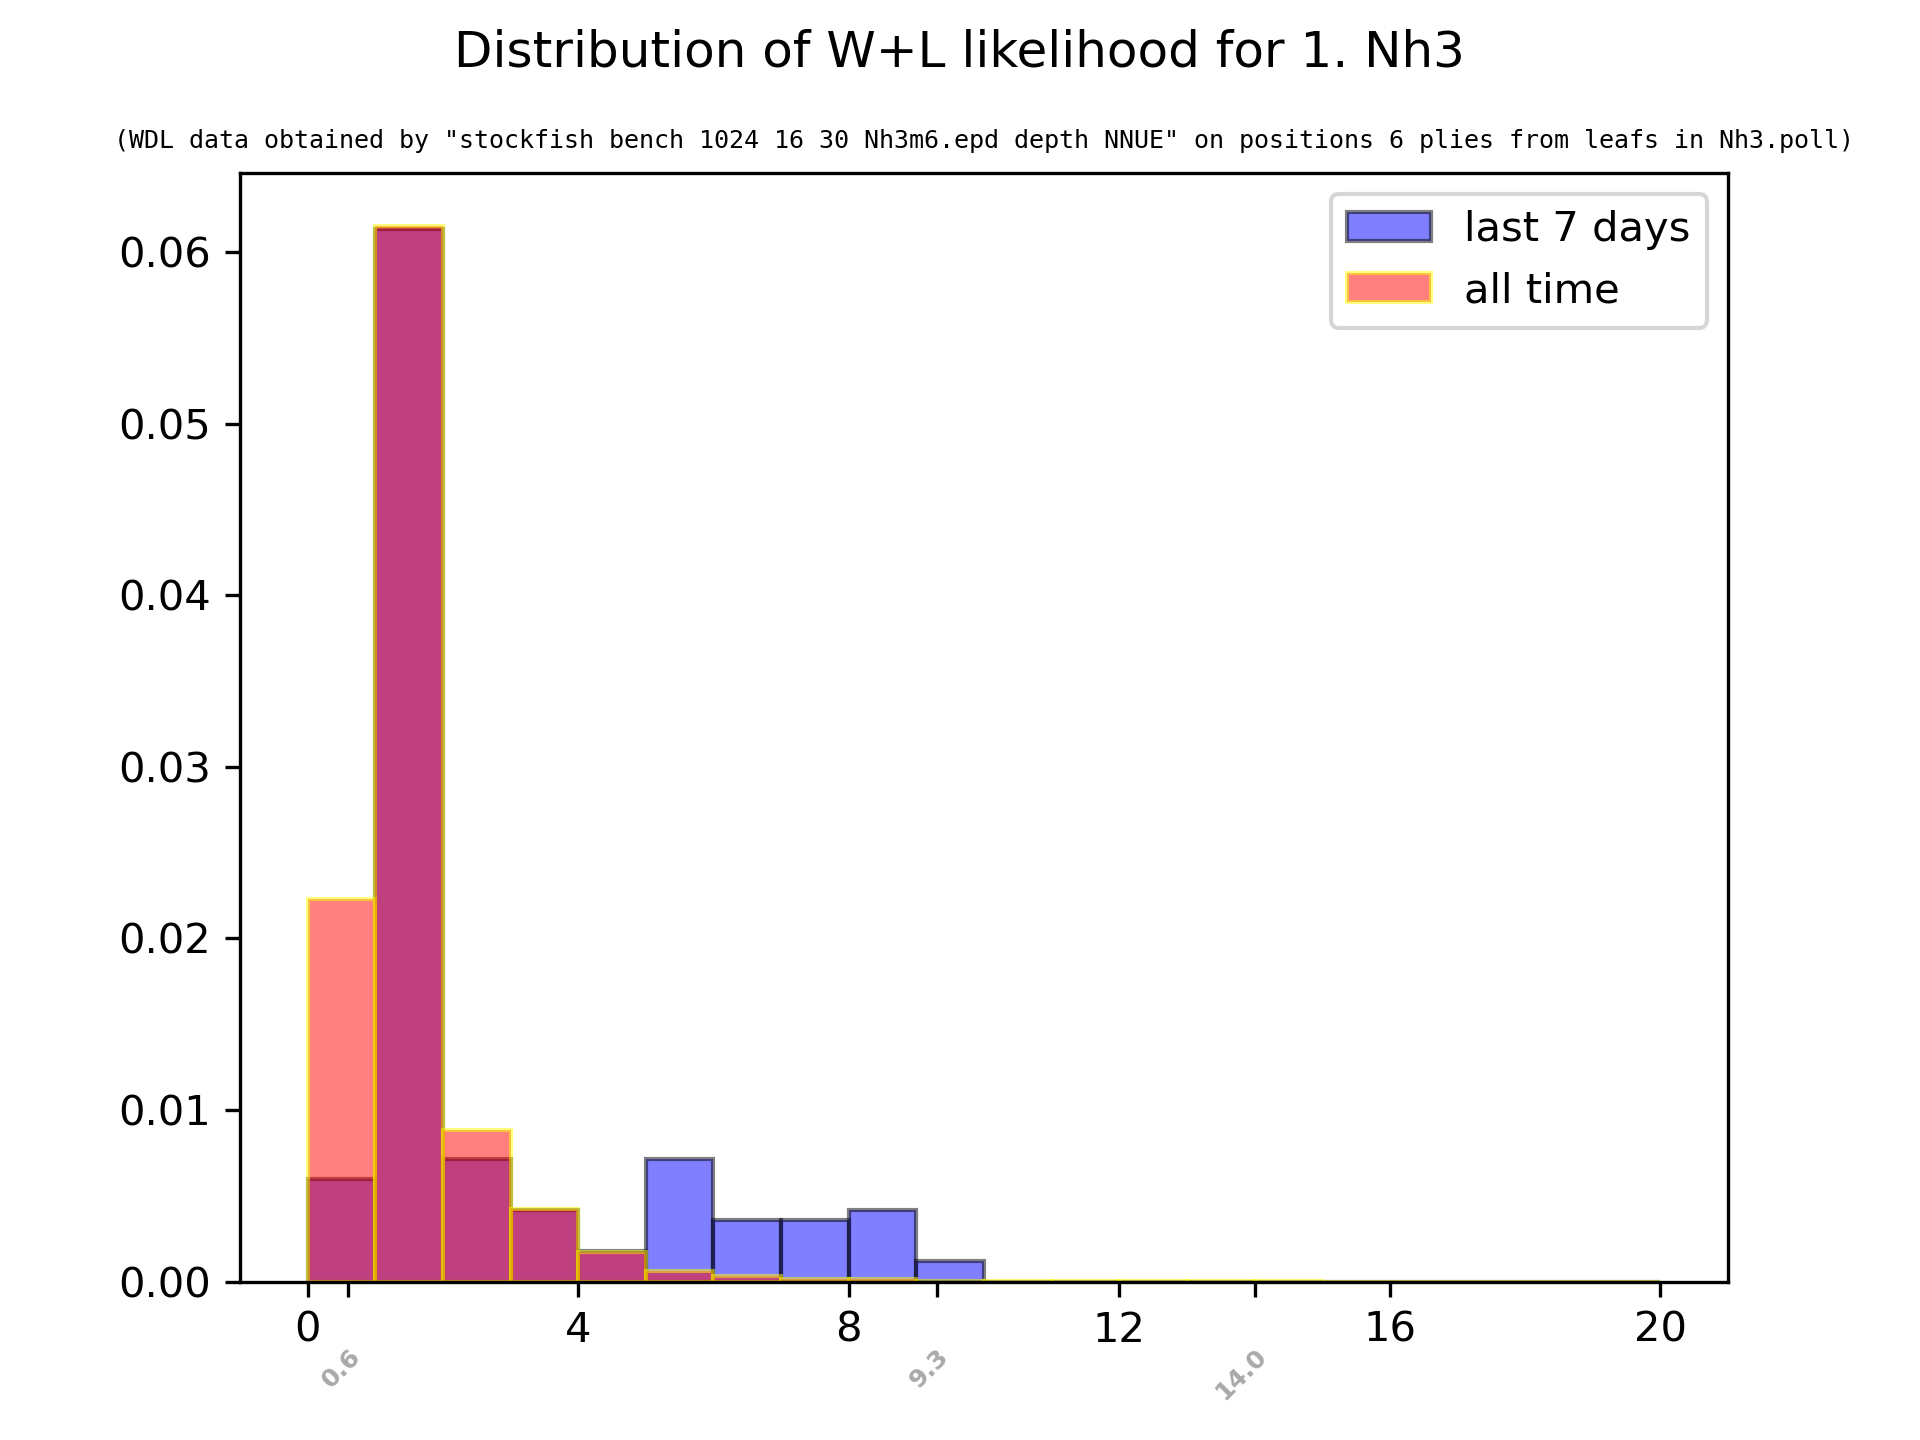 Distribution of W+L likelihood for 1. Nh3
(WDL data obtained by "stockfish bench 1024 16 30 Nh3m6.epd depth NNUE" on positions 6 plies from leafs in Nh3.poll)
last 7 days
all time
0.06
0.05
0.04
0.03
0.02
0.01
0.00
0 4 8 12 16 20
0.6 9.3 14.0